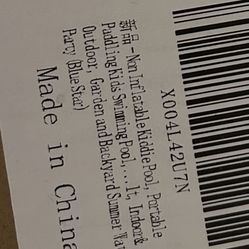 X004L42U7N
新品 - Non Inflatable Kiddie Pool, Portable
Paddling Kids Swimming Pool,... 1t, Indoor &
Outdoor, Garden and Backyard Summer Wat
Party (Blue Star)
Made in China